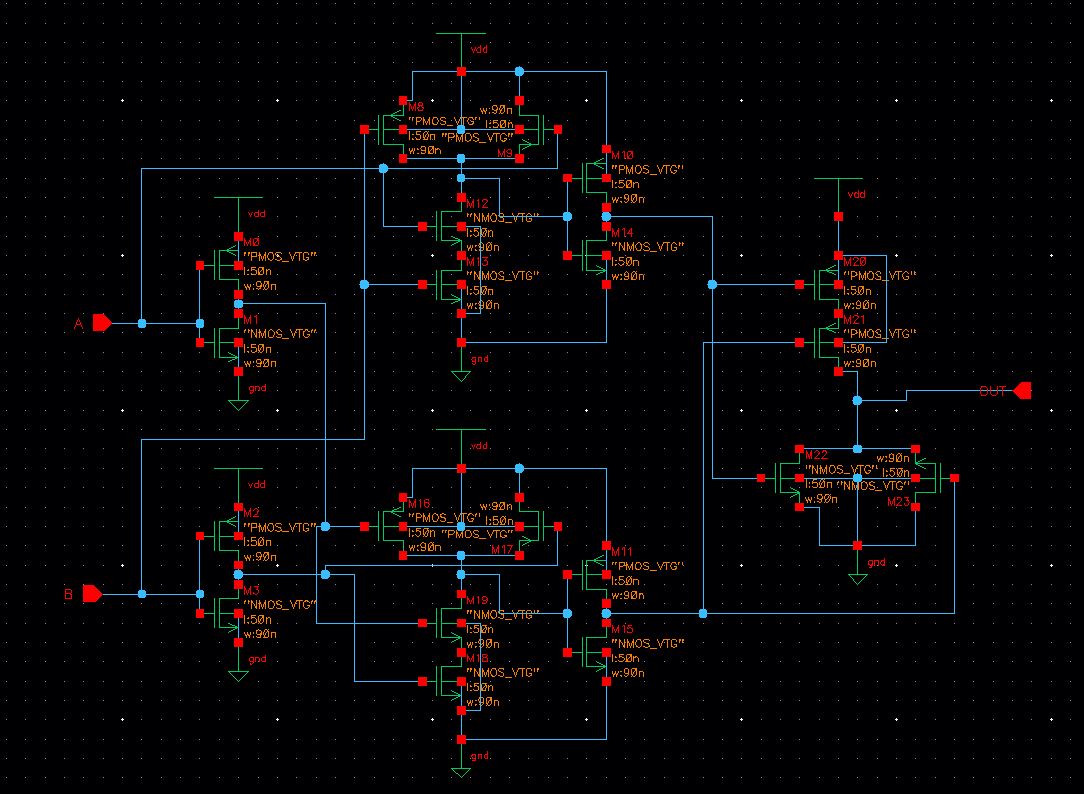 vdd
M8
"PMOS_VTG"
l:50n
w:90n
w:90n
l:50n
"PMOS_VTG"
M9
M10
"PMOS_VTG"
l:50n
w:90n
M12
"NMOS_VTG"
l:50n
w:90n
M13
"NMOS_VTG"
l:50n
w:90n
M14
"NMOS_VTG"
l:50n
w:90n
gnd
vdd
M0
"PMOS_VTG"
l:50n
w:90n
A
M1
"NMOS_VTG"
l:50n
w:90n
gnd
vdd
M20
"PMOS_VTG"
l:50n
w:90n
M21
"PMOS_VTG"
l:50n
w:90n
OUT
M22
"NMOS_VTG"
l:50n
w:90n
w:90n
l:50n
"NMOS_VTG"
M23
gnd
vdd
M2
"PMOS_VTG"
l:50n
w:90n
B
M3
"NMOS_VTG"
l:50n
w:90n
gnd
vdd
M16
"PMOS_VTG"
l:50n
w:90n
w:90n
l:50n
"PMOS_VTG"
M17
M11
"PMOS_VTG"
l:50n
w:90n
M19
"NMOS_VTG"
l:50n
w:90n
M18
"NMOS_VTG"
l:50n
w:90n
M15
"NMOS_VTG"
l:50n
w:90n
gnd